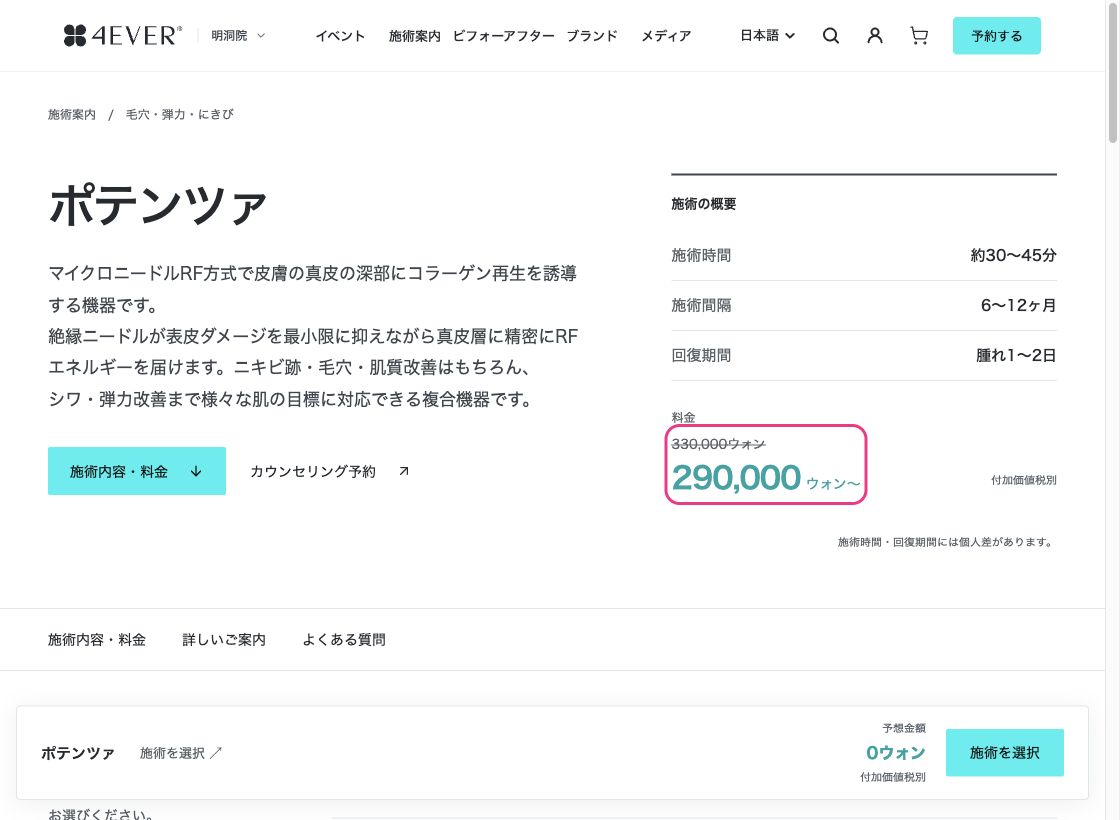 4EVER®
明洞院
イベント
施術案内
ビフォーアフター
ブランド
メディア
日本語
予約する
施術案内 / 毛穴・弾力・にきび
ポテンツァ
マイクロニードルRF方式で皮膚の真皮の深部にコラーゲン再生を誘導
する機器です。
絶縁ニードルが表皮ダメージを最小限に抑えながら真皮層に精密にRF
エネルギーを届けます。ニキビ跡・毛穴・肌質改善はもちろん、
シワ・弾力改善まで様々な肌の目標に対応できる複合機器です。
施術内容・料金 ↓
カウンセリング予約
施術の概要
施術時間 約30〜45分
施術間隔 6〜12ヶ月
回復期間 腫れ1〜2日
料金
330,000ウォン
290,000 ウォン〜
付加価値税別
施術時間・回復期間には個人差があります。
施術内容・料金
詳しいご案内
よくある質問
ポテンツァ
施術を選択
予想金額
0ウォン
付加価値税別
施術を選択
お選びください。